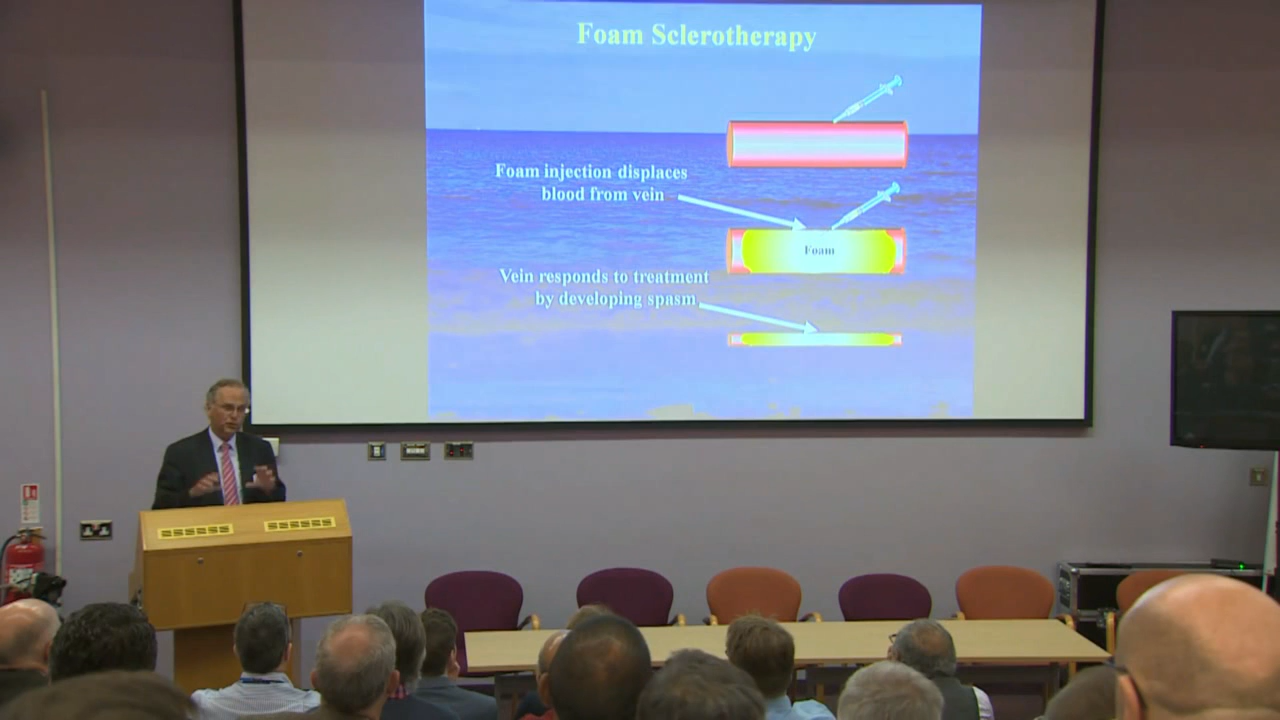 Foam Sclerotherapy
Foam injection displaces
blood from vein
Foam
Vein responds to treatment
by developing spasm